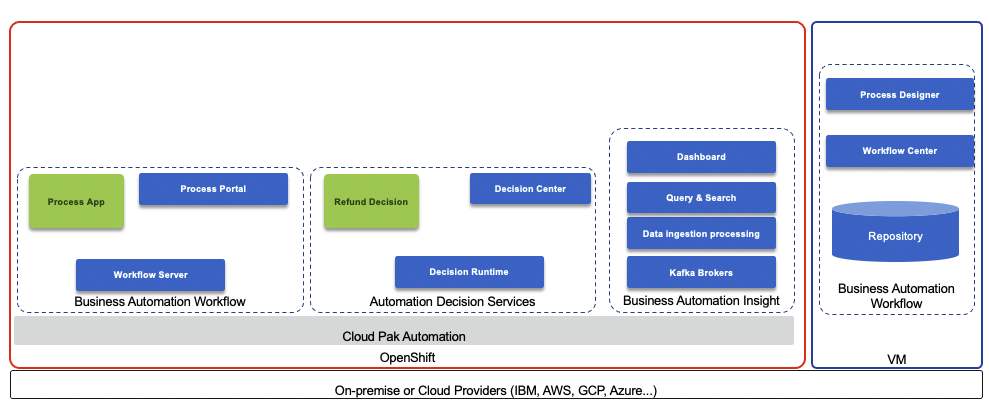 Process App
Process Portal
Workflow Server
Business Automation Workflow
Refund Decision
Decision Center
Decision Runtime
Automation Decision Services
Dashboard
Query & Search
Data ingestion processing
Kafka Brokers
Business Automation Insight
Cloud Pak Automation
OpenShift
Process Designer
Workflow Center
Repository
Business Automation
Workflow
VM
On-premise or Cloud Providers (IBM, AWS, GCP, Azure...)